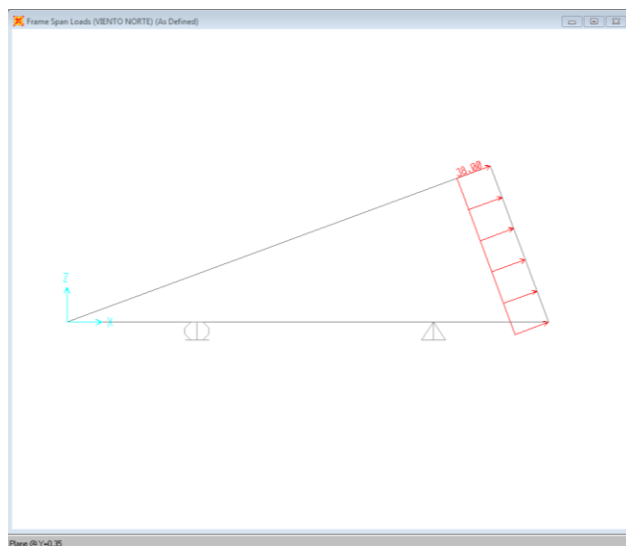 Frame Span Loads (VIENTO NORTE) (As Defined)
38.00
Z
X
Plane @ Y=0.35